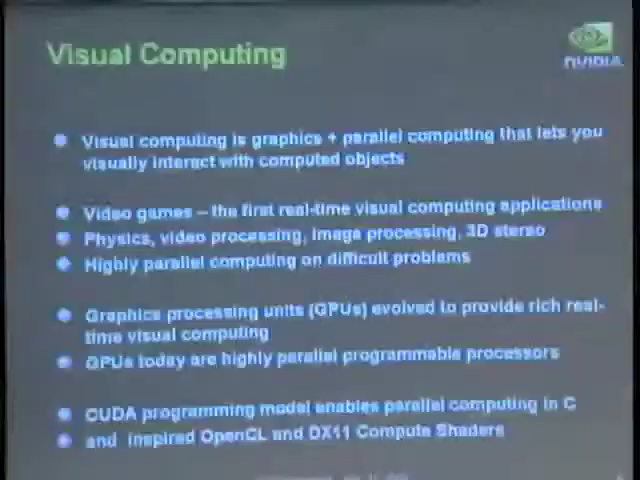 Visual Computing
NVIDIA
Visual computing is graphics + parallel computing that lets you
visually interact with computed objects
Video games – the first real-time visual computing applications
Physics, video processing, image processing, 3D stereo
Highly parallel computing on difficult problems
Graphics processing units (GPUs) evolved to provide rich real-
time visual computing
GPUs today are highly parallel programmable processors
CUDA programming model enables parallel computing in C
and inspired OpenCL and DX11 Compute Shaders